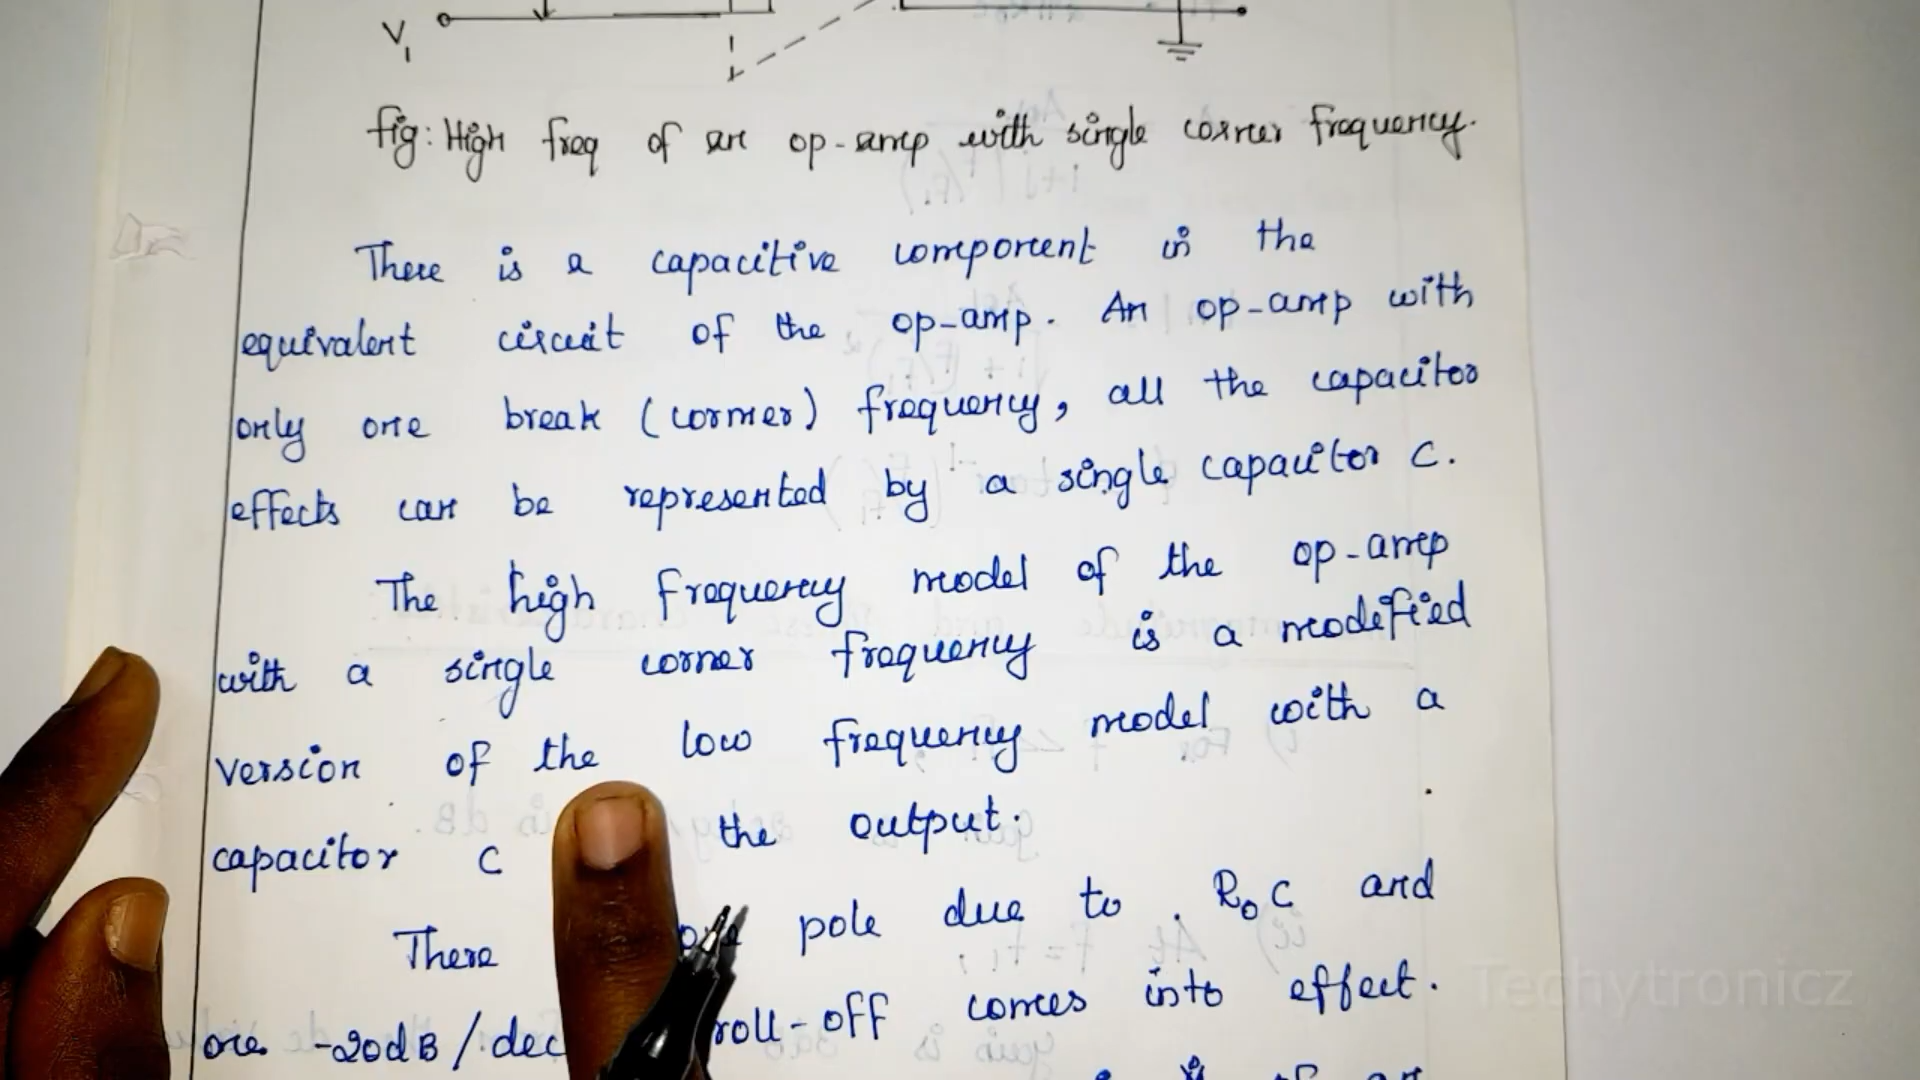 V1
fig: High freq of an op-amp with single corner frequency.
There is a capacitive component in the
equivalent circuit of the op-amp. An op-amp with
only one break (corner) frequency, all the capacitor
effects can be represented by a single capacitor C.
The high frequency model of the op-amp
with a single corner frequency is a modified
version of the low frequency model with a
capacitor C the output.
There one pole due to R0C and
one -20dB/dec roll-off comes into effect.
Techytronicz